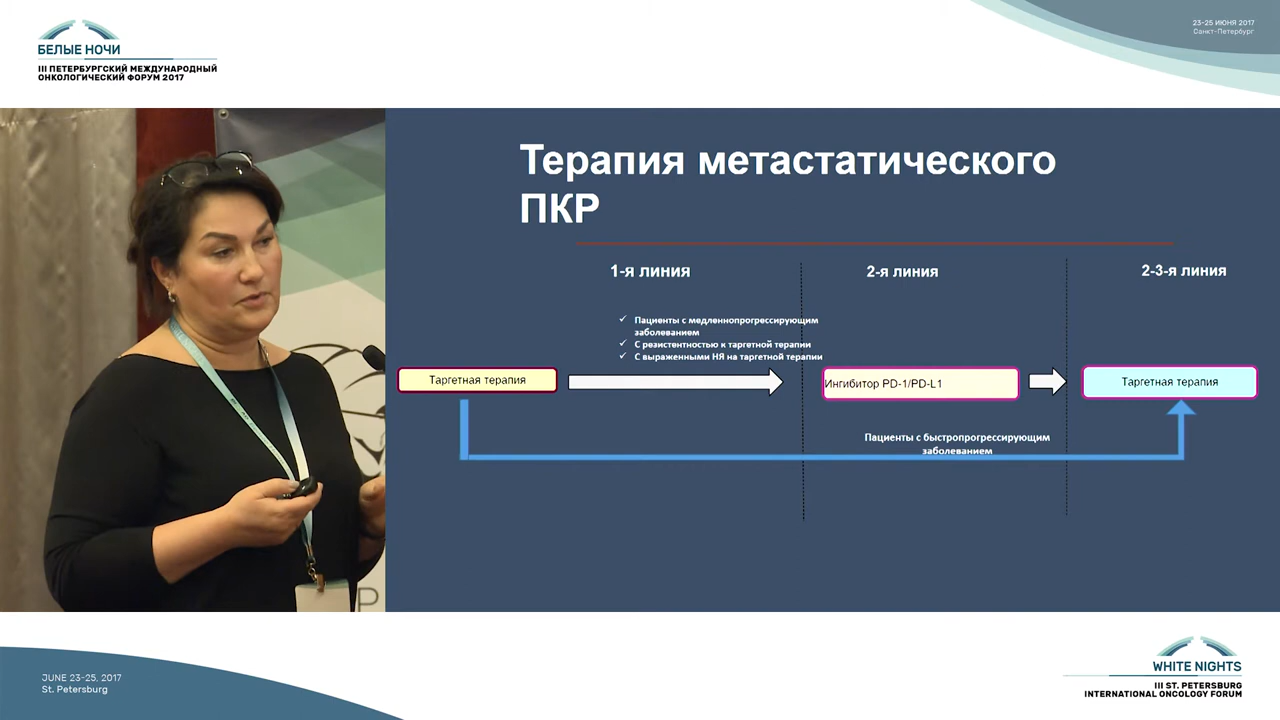 БЕЛЫЕ НОЧИ
III ПЕТЕРБУРГСКИЙ МЕЖДУНАРОДНЫЙ
ОНКОЛОГИЧЕСКИЙ ФОРУМ 2017
23-25 ИЮНЯ 2017
Санкт-Петербург
Терапия метастатического
ПКР
1-я линия
2-я линия
2-3-я линия
✓ Пациенты с медленнопрогрессирующим
заболеванием
✓ С резистентностью к таргетной терапии
✓ С выраженными НЯ на таргетной терапии
Таргетная терапия
Ингибитор PD-1/PD-L1
Таргетная терапия
Пациенты с быстропрогрессирующим
заболеванием
P
JUNE 23-25, 2017
St. Petersburg
WHITE NIGHTS
III ST. PETERSBURG
INTERNATIONAL ONCOLOGY FORUM